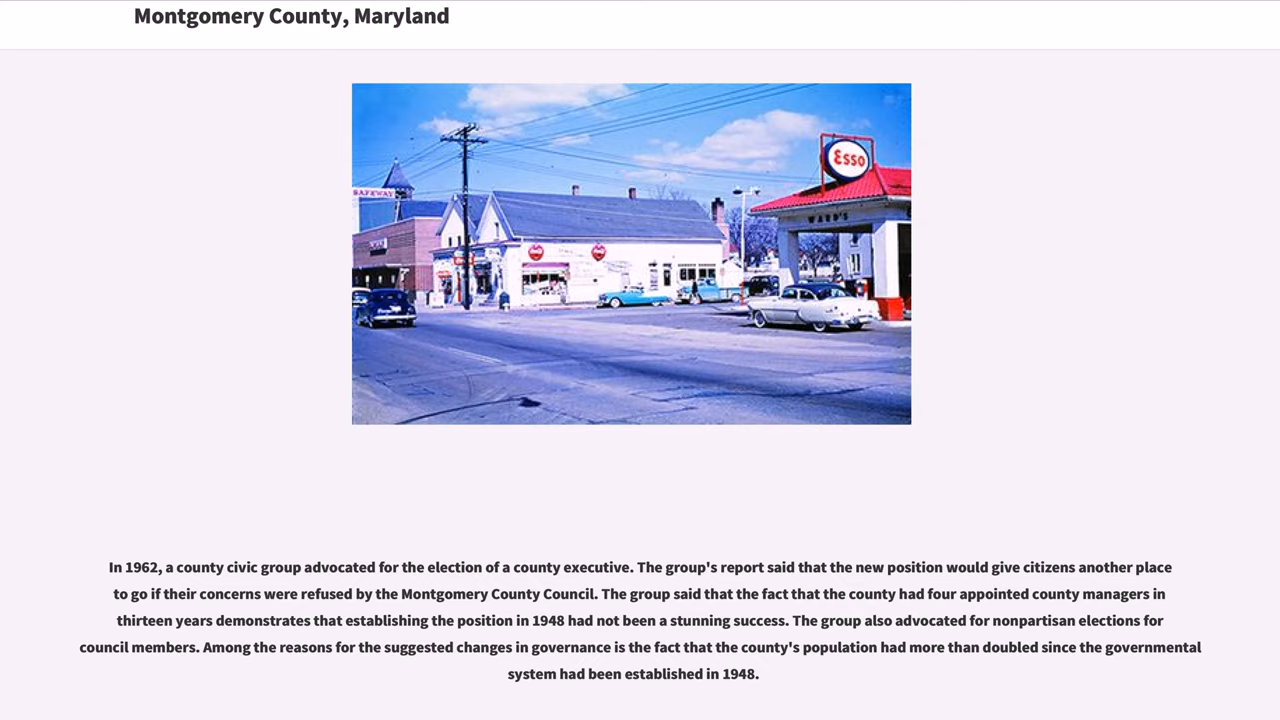 Montgomery County, Maryland
SAFEWAY
Esso
WARD'S
In 1962, a county civic group advocated for the election of a county executive. The group's report said that the new position would give citizens another place
to go if their concerns were refused by the Montgomery County Council. The group said that the fact that the county had four appointed county managers in
thirteen years demonstrates that establishing the position in 1948 had not been a stunning success. The group also advocated for nonpartisan elections for
council members. Among the reasons for the suggested changes in governance is the fact that the county's population had more than doubled since the governmental
system had been established in 1948.